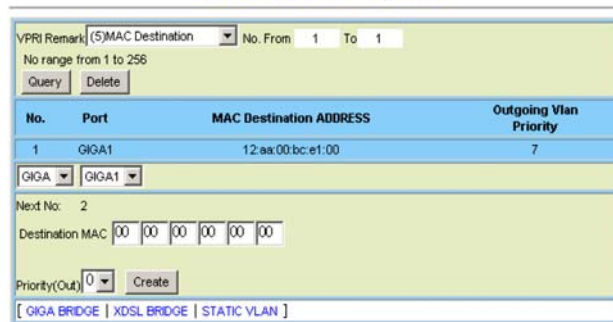 VPRI Remark (5)MAC Destination No. From 1 To 1
No range from 1 to 256
Query Delete
No. Port MAC Destination ADDRESS Outgoing Vlan Priority
1 GIGA1 12:aa:00:bc:e1:00 7
GIGA GIGA1
Next No: 2
Destination MAC 00 00 00 00 00 00
Priority(Out) 0 Create
[ GIGA BRIDGE | XDSL BRIDGE | STATIC VLAN ]